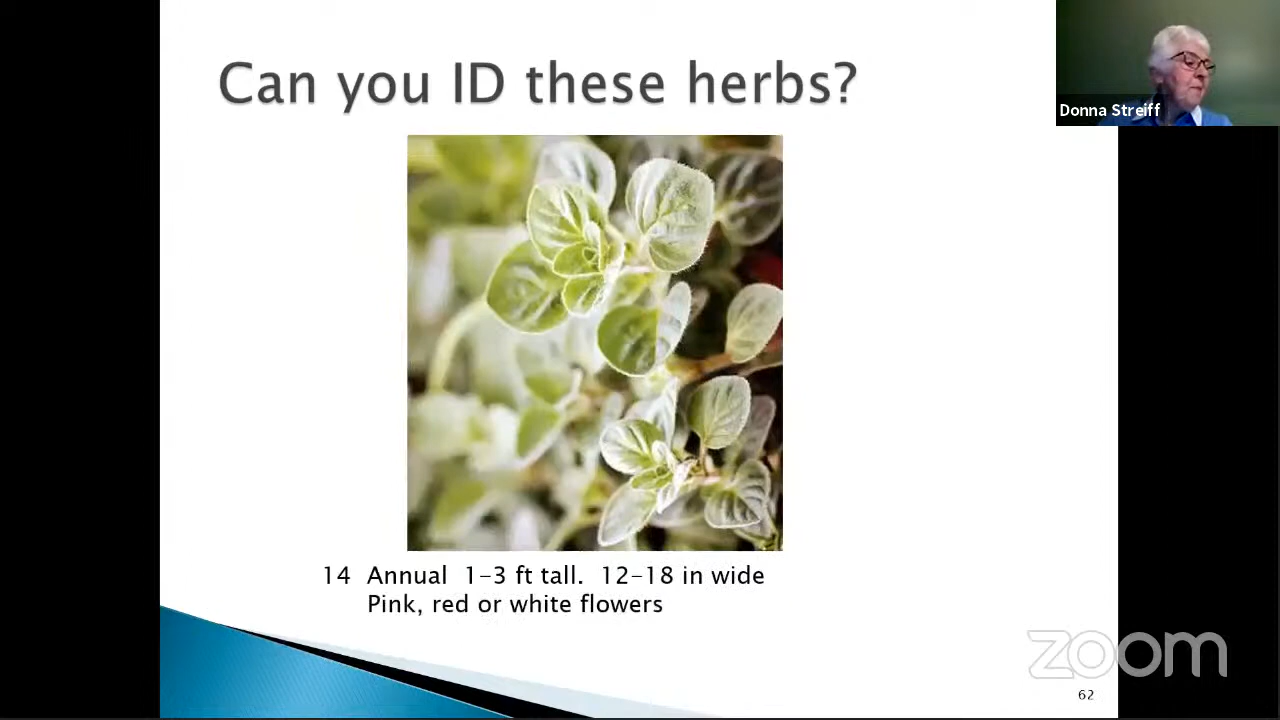 Can you ID these herbs?
Donna Streiff
14 Annual 1-3 ft tall. 12-18 in wide
Pink, red or white flowers
zoom
62